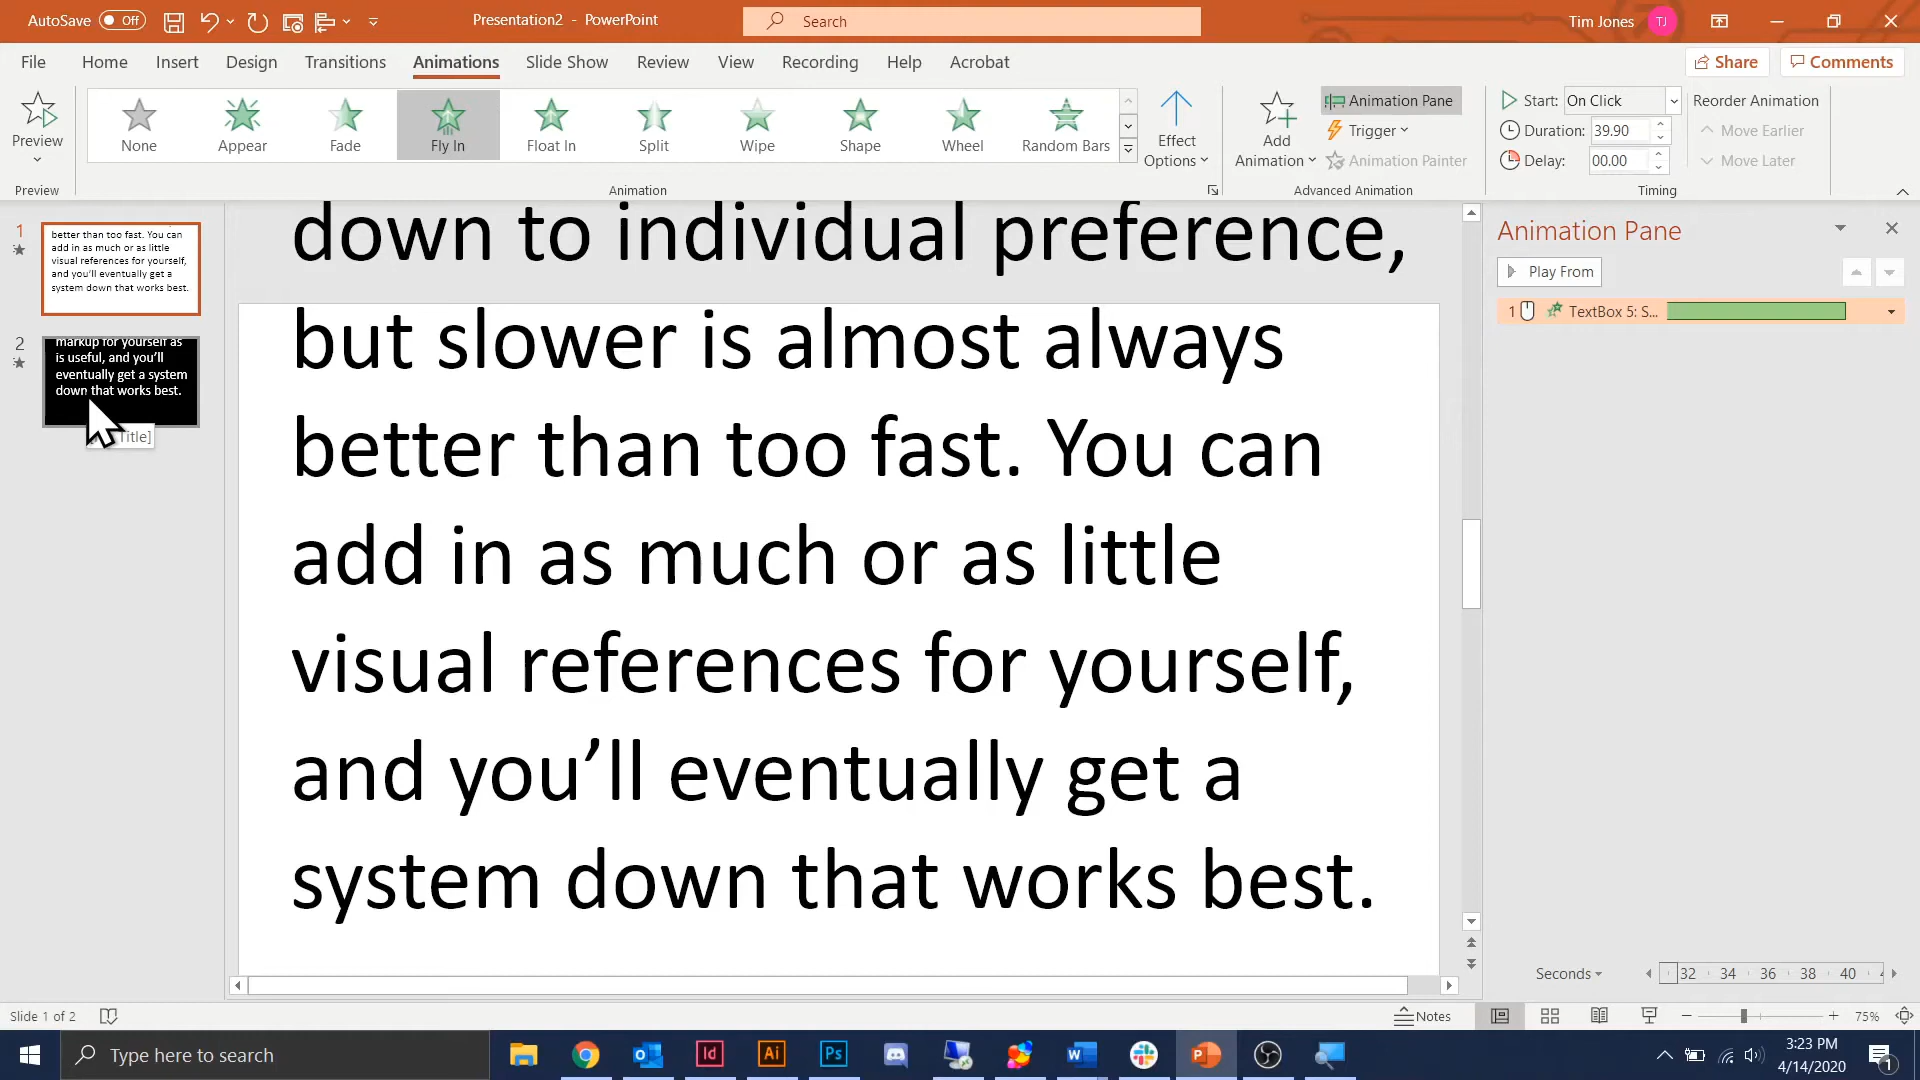 AutoSave Off
Presentation2 - PowerPoint
Search
Tim Jones TJ
File Home Insert Design Transitions Animations Slide Show Review View Recording Help Acrobat
Share Comments
Preview
Preview
None Appear Fade Fly In Float In Split Wipe Shape Wheel Random Bars
Animation
Effect
Options
Add
Animation
Animation Pane
Trigger
Animation Painter
Advanced Animation
Start: On Click
Duration: 39.90
Delay: 00.00
Reorder Animation
Move Earlier
Move Later
Timing
1
better than too fast. You can
add in as much or as little
visual references for yourself,
and you’ll eventually get a
system down that works best.
2
markup for yourself as
is useful, and you’ll
eventually get a system
down that works best.
Title]
down to individual preference,
but slower is almost always
better than too fast. You can
add in as much or as little
visual references for yourself,
and you’ll eventually get a
system down that works best.
Animation Pane
Play From
1 TextBox 5: S...
Seconds 32 34 36 38 40
Slide 1 of 2
Notes
75%
Type here to search
Id Ai Ps W P
3:23 PM
4/14/2020
1